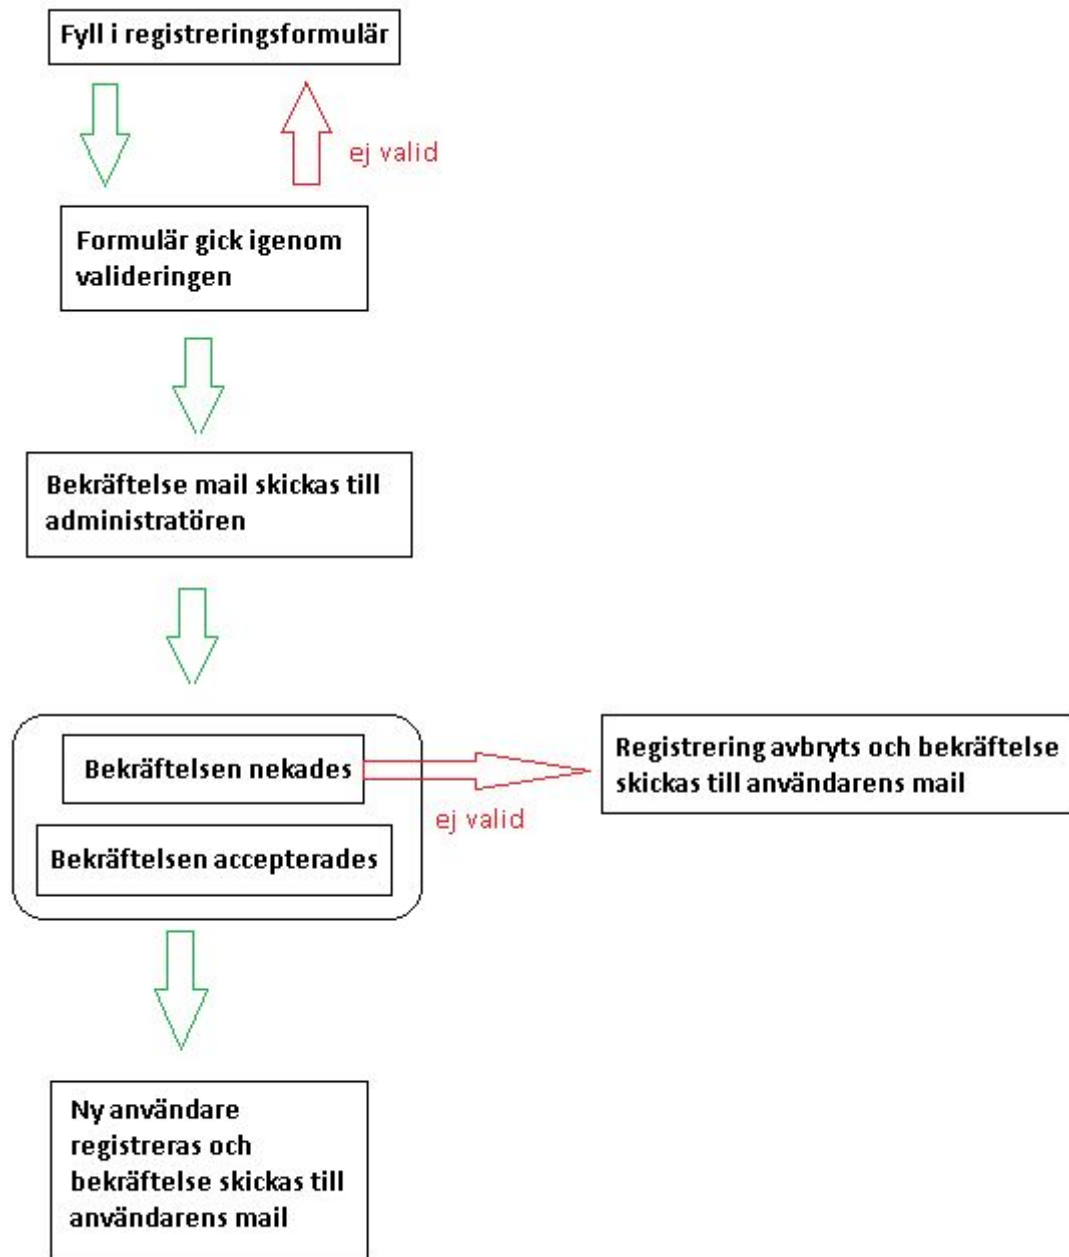 Fyll i registreringsformulär
ej valid
Formulär gick igenom
valideringen
Bekräftelse mail skickas till
administratören
Bekräftelsen nekades
Registrering avbryts och bekräftelse
skickas till användarens mail
ej valid
Bekräftelsen accepterades
Ny användare
registreras och
bekräftelse skickas till
användarens mail